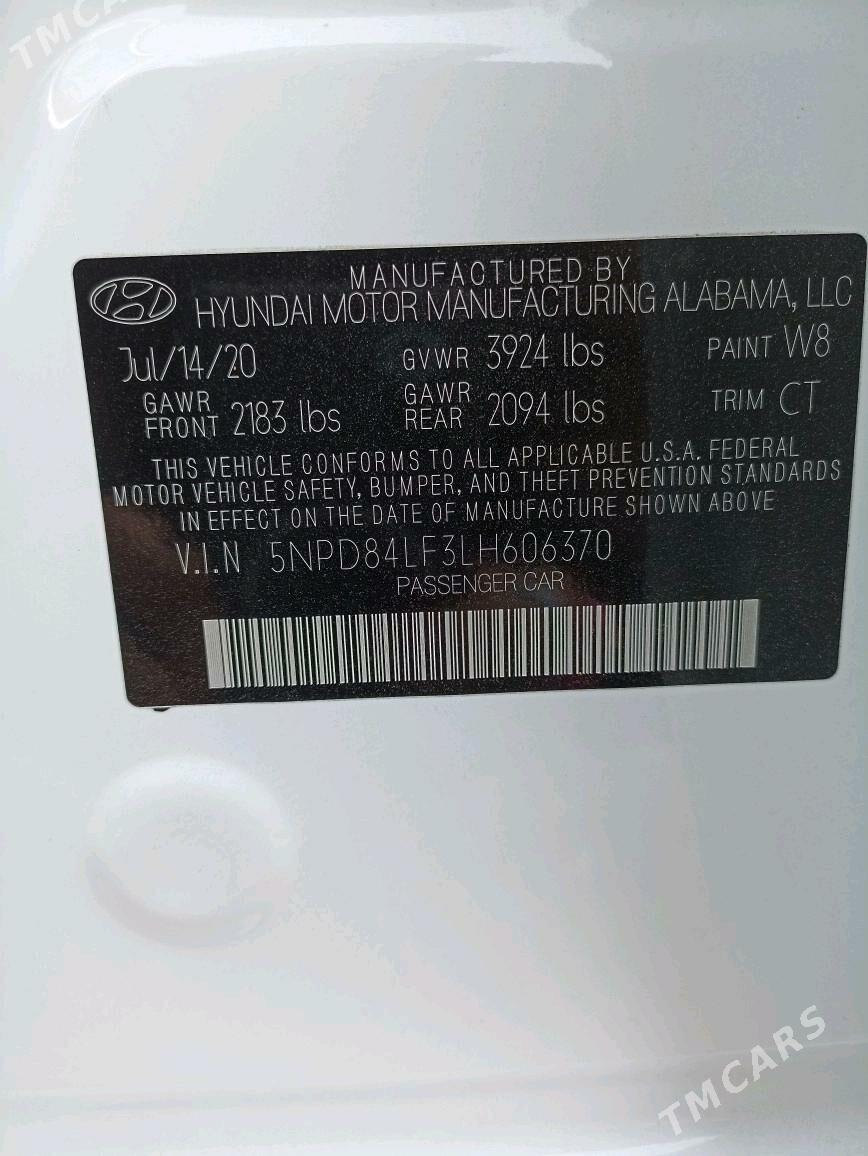 TMCARS
MANUFACTURED BY
HYUNDAI MOTOR MANUFACTURING ALABAMA, LLC
Jul/14/20 GVWR 3924 lbs PAINT W8
GAWR FRONT 2183 lbs GAWR REAR 2094 lbs TRIM CT
THIS VEHICLE CONFORMS TO ALL APPLICABLE U.S.A. FEDERAL
MOTOR VEHICLE SAFETY, BUMPER, AND THEFT PREVENTION STANDARDS
IN EFFECT ON THE DATE OF MANUFACTURE SHOWN ABOVE
V.I.N 5NPD84LF3LH606370
PASSENGER CAR
TMCARS